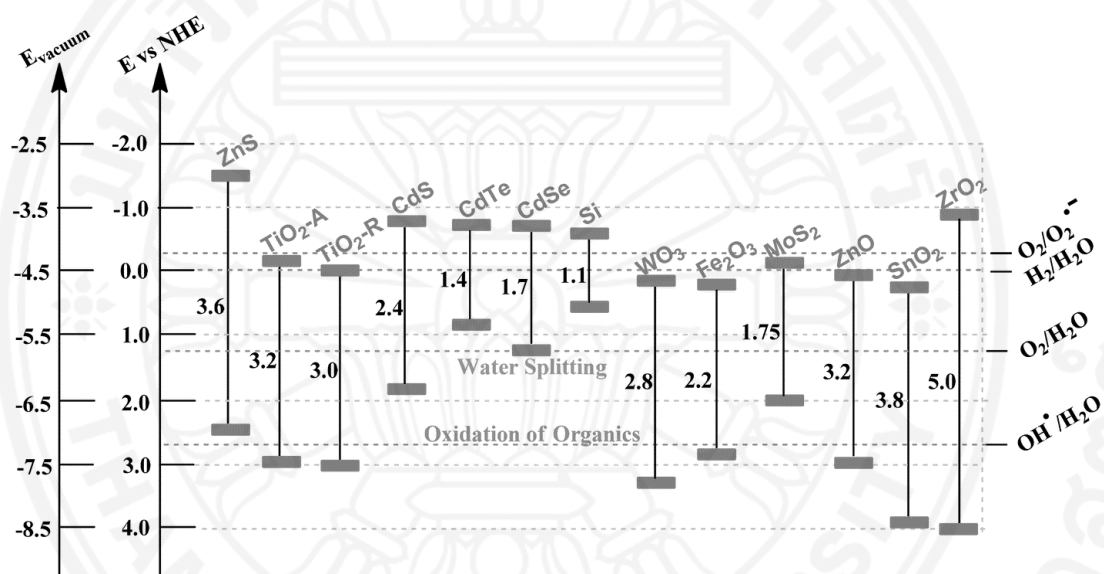 E_vacuum
E vs NHE
-2.5
-3.5
-4.5
-5.5
-6.5
-7.5
-8.5
-2.0
-1.0
0.0
1.0
2.0
3.0
4.0
ZnS
3.6
TiO₂-A
3.2
TiO₂-R
3.0
CdS
2.4
CdTe
1.4
CdSe
1.7
Si
1.1
WO₃
2.8
Fe₂O₃
2.2
MoS₂
1.75
ZnO
3.2
SnO₂
3.8
ZrO₂
5.0
Water Splitting
Oxidation of Organics
O₂/O₂•−
H₂/H₂O
O₂/H₂O
OH•/H₂O